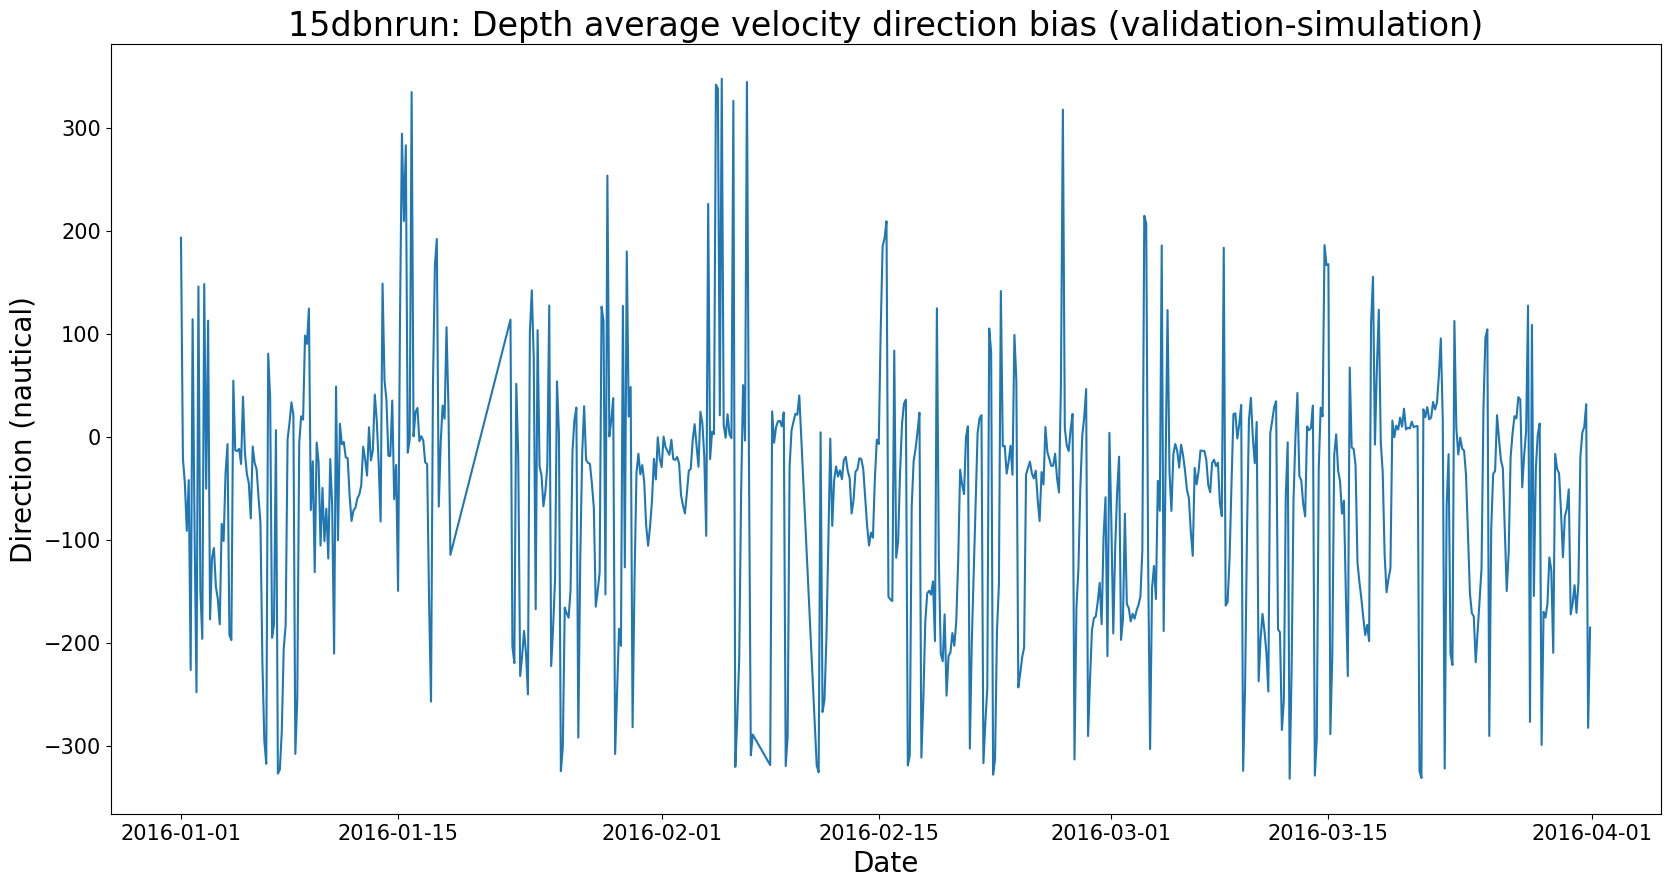 15dbnrun: Depth average velocity direction bias (validation-simulation)
Direction (nautical)
300
200
100
0
−100
−200
−300
2016-01-01 2016-01-15 2016-02-01 2016-02-15 2016-03-01 2016-03-15 2016-04-01
Date